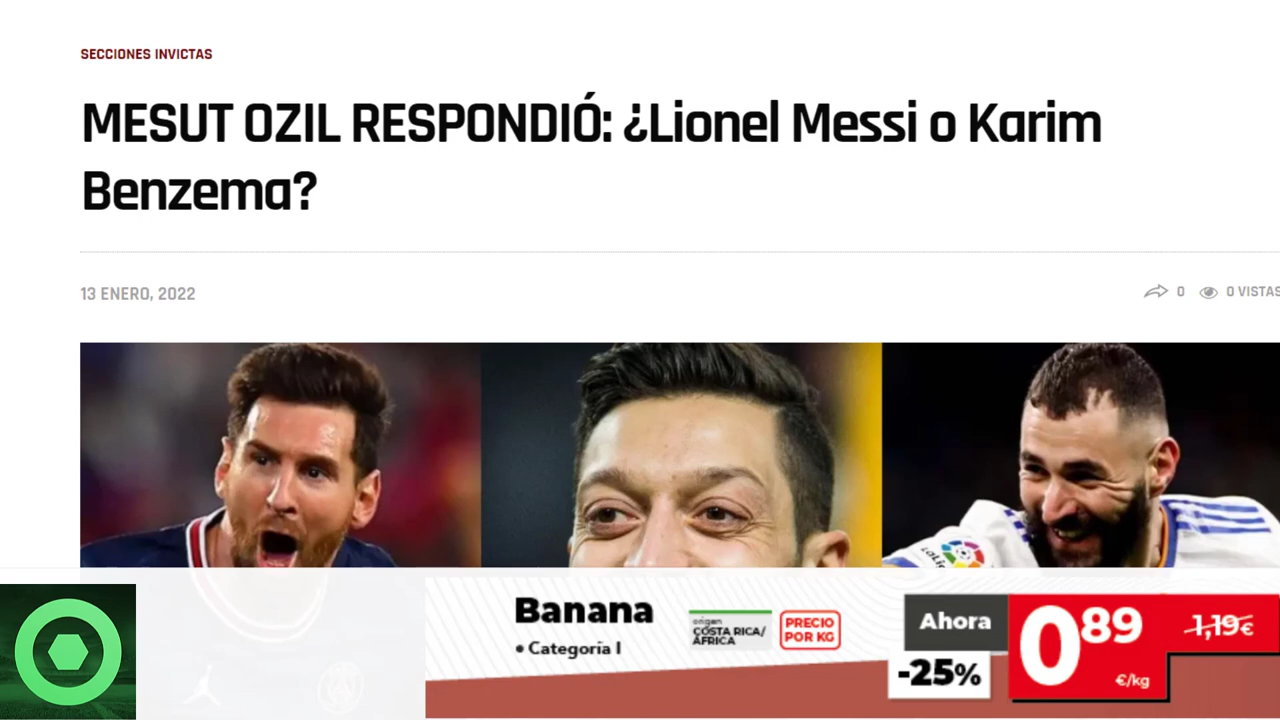 SECCIONES INVICTAS
MESUT OZIL RESPONDIÓ: ¿Lionel Messi o Karim
Benzema?
13 ENERO, 2022
0
0 VISTAS
LaLiga
Banana
• Categoría I
origen
COSTA RICA/
ÁFRICA
PRECIO
POR KG
Ahora
-25%
0,89
€/kg
1,19€